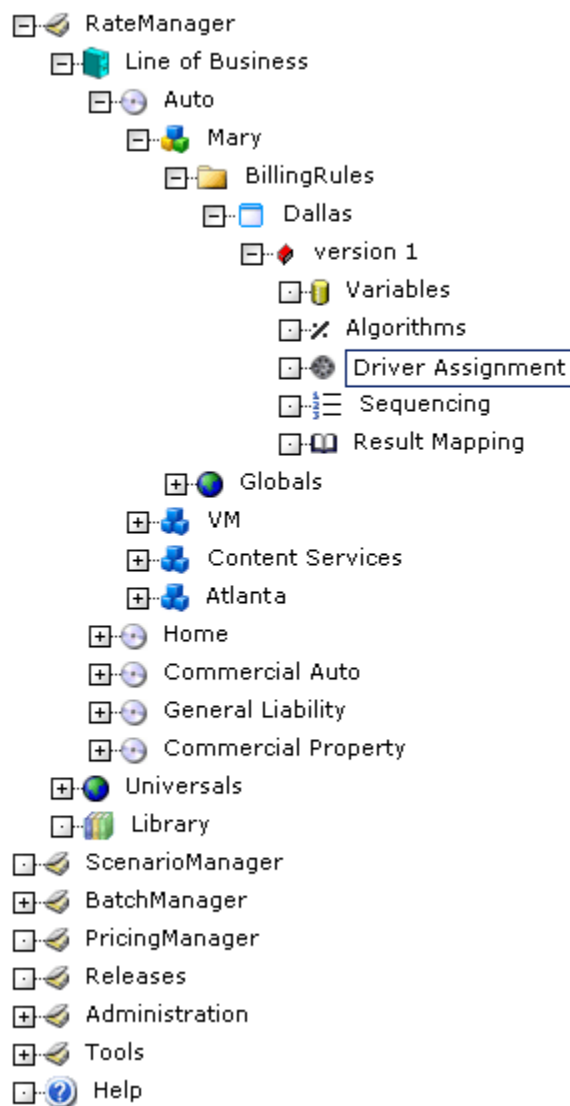 RateManager
Line of Business
Auto
Mary
BillingRules
Dallas
version 1
Variables
Algorithms
Driver Assignment
Sequencing
Result Mapping
Globals
VM
Content Services
Atlanta
Home
Commercial Auto
General Liability
Commercial Property
Universals
Library
ScenarioManager
BatchManager
PricingManager
Releases
Administration
Tools
Help